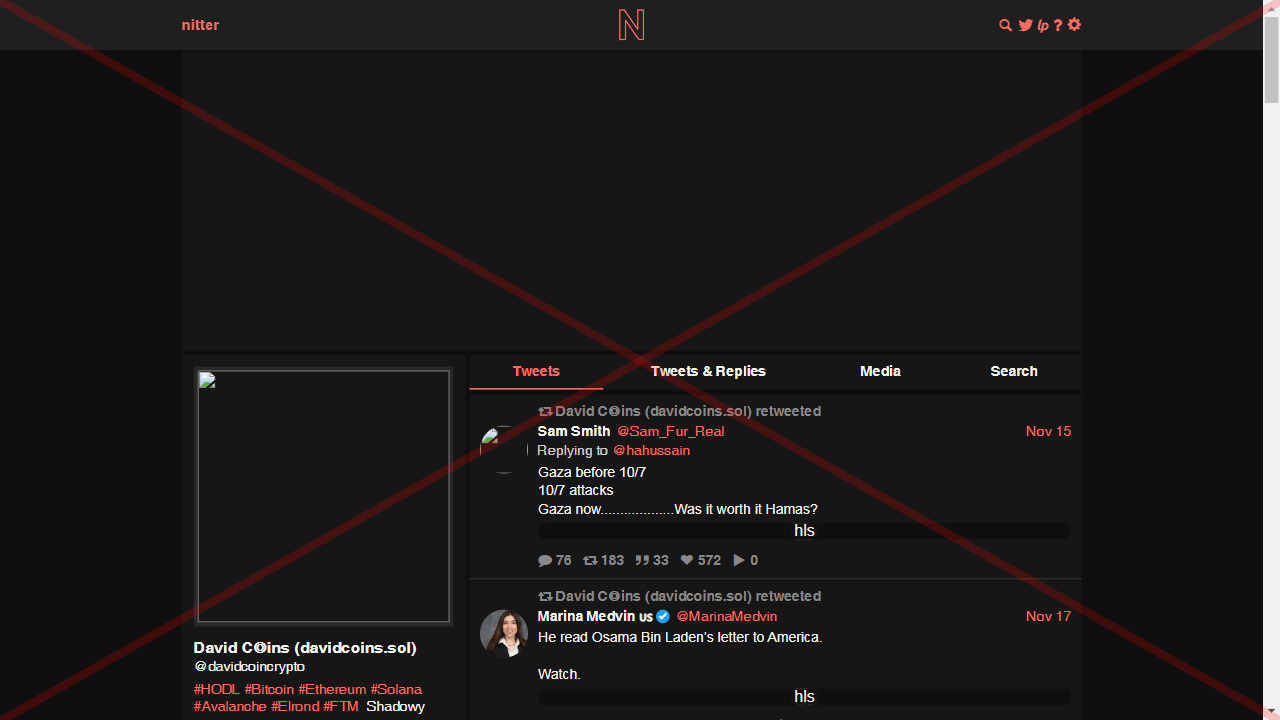 nitter
N
lp ?
Tweets Tweets & Replies Media Search
David C☮ins (davidcoins.sol) retweeted
Sam Smith @Sam_Fur_Real Nov 15
Replying to @hahussain
Gaza before 10/7
10/7 attacks
Gaza now...................Was it worth it Hamas?
hls
76 183 33 572 0
David C☮ins (davidcoins.sol) retweeted
Marina Medvin us @MarinaMedvin Nov 17
He read Osama Bin Laden's letter to America.
Watch.
hls
David C☮ins (davidcoins.sol)
@davidcoincrypto
#HODL #Bitcoin #Ethereum #Solana
#Avalanche #Elrond #FTM Shadowy